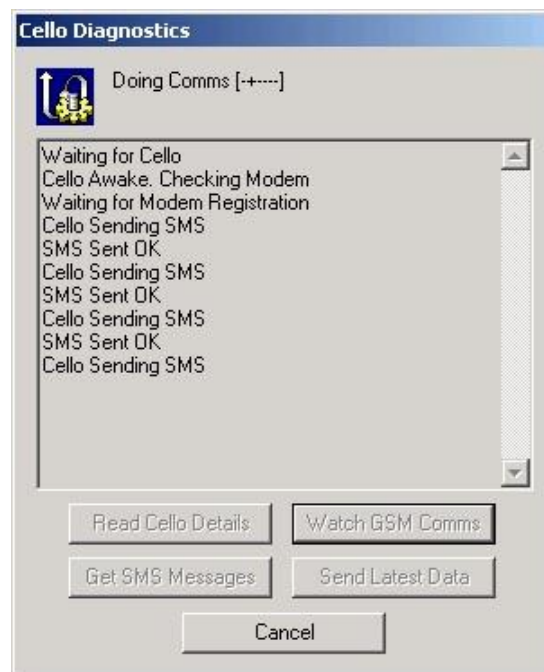 Cello Diagnostics
Doing Comms [-+----]
Waiting for Cello
Cello Awake. Checking Modem
Waiting for Modem Registration
Cello Sending SMS
SMS Sent OK
Cello Sending SMS
SMS Sent OK
Cello Sending SMS
SMS Sent OK
Cello Sending SMS
Read Cello Details
Watch GSM Comms
Get SMS Messages
Send Latest Data
Cancel